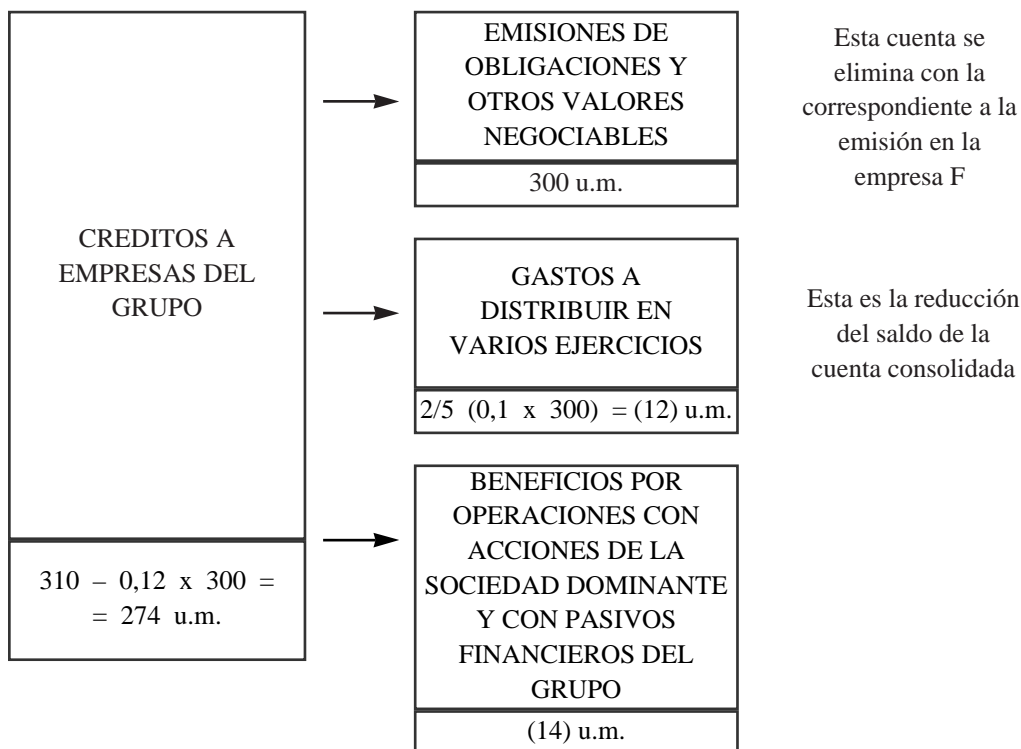 CREDITOS A
EMPRESAS DEL
GRUPO
310 – 0,12 x 300 =
= 274 u.m.
EMISIONES DE
OBLIGACIONES Y
OTROS VALORES
NEGOCIABLES
300 u.m.
Esta cuenta se
elimina con la
correspondiente a la
emisión en la
empresa F
GASTOS A
DISTRIBUIR EN
VARIOS EJERCICIOS
2/5 (0,1 x 300) = (12) u.m.
Esta es la reducción
del saldo de la
cuenta consolidada
BENEFICIOS POR
OPERACIONES CON
ACCIONES DE LA
SOCIEDAD DOMINANTE
Y CON PASIVOS
FINANCIEROS DEL
GRUPO
(14) u.m.